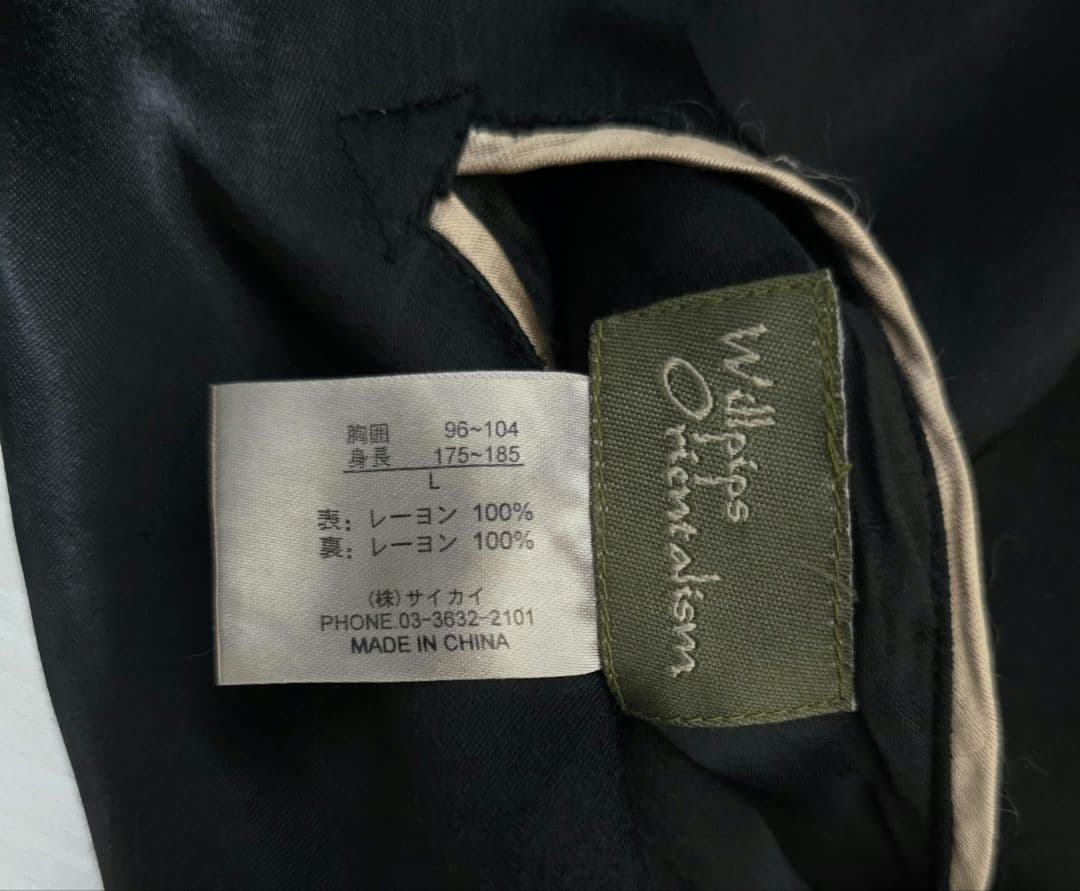 胸囲 96~104
身長 175~185
L
表: レーヨン 100%
裏: レーヨン 100%
(株)サイカイ
PHONE.03-3632-2101
MADE IN CHINA
Orientalism